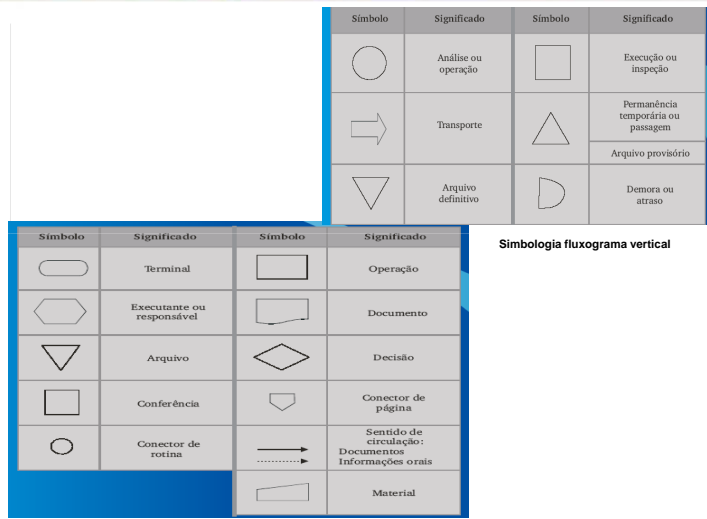 Símbolo Significado Símbolo Significado
Análise ou
operação
Execução ou
inspeção
Transporte
Permanência
temporária ou
passagem
Arquivo provisório
Arquivo
definitivo
Demora ou
atraso
Simbologia fluxograma vertical
Símbolo Significado Símbolo Significado
Terminal
Operação
Executante ou
responsável
Documento
Arquivo
Decisão
Conferência
Conector de
página
Conector de
rotina
Sentido de
circulação:
Documentos
Informações orais
Material